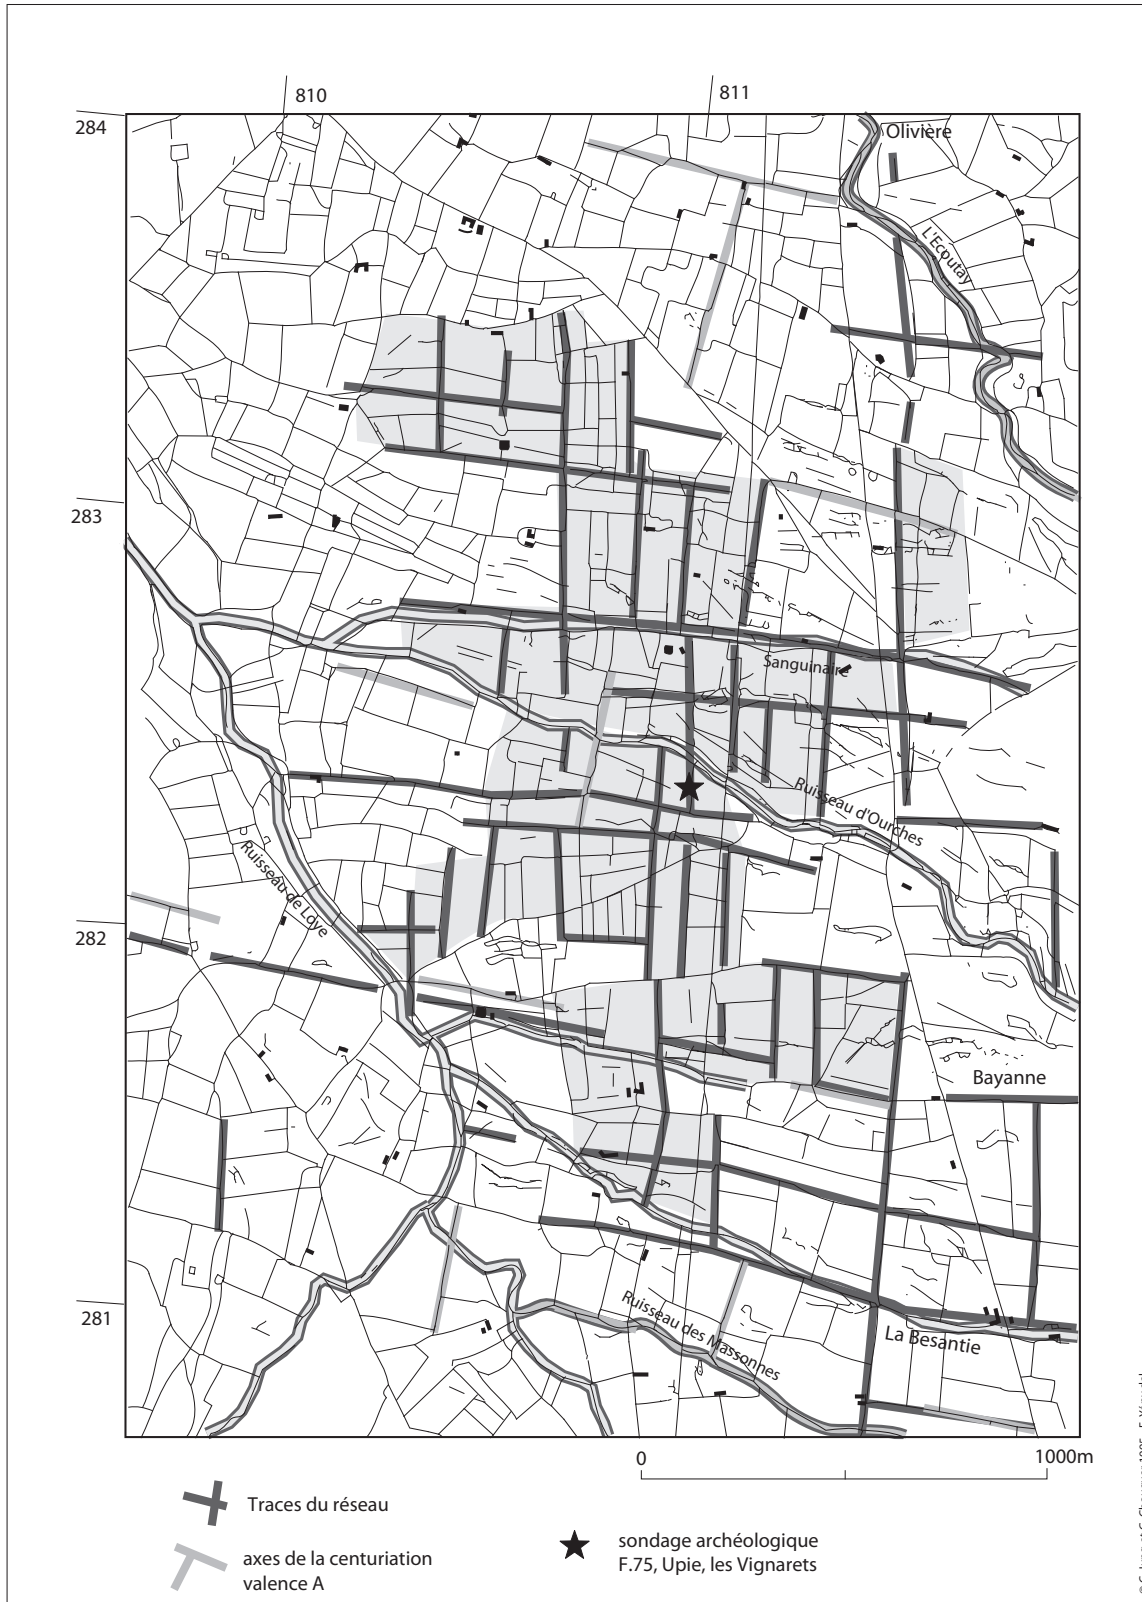 810
811
284
Olivière
L'Ecoutay
283
Sanguinaire
Ruisseau d'Ourches
Ruisseau de Loye
282
Bayanne
281
Ruisseau des Massonnes
La Besantie
0
1000m
Traces du réseau
axes de la centuriation
valence A
sondage archéologique
F.75, Upie, les Vignarets